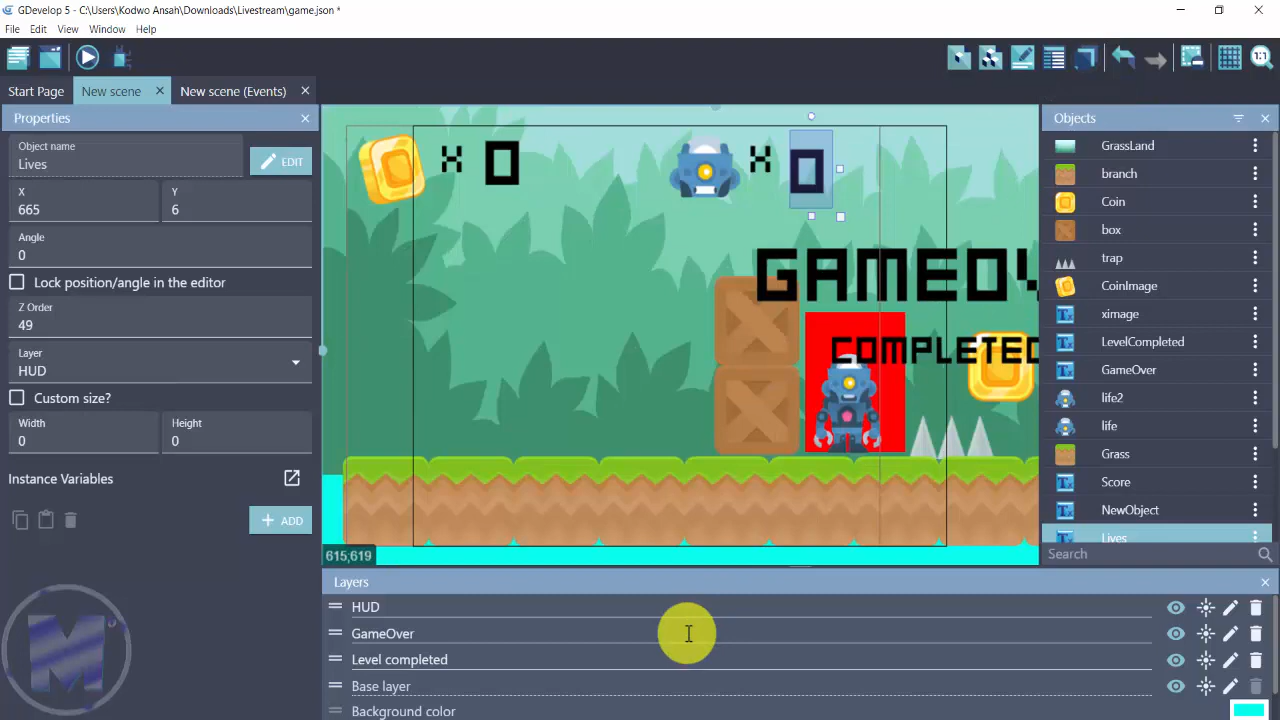 GDevelop 5 - C:\Users\Kodwo Ansah\Downloads\Livestream\game.json *
File Edit View Window Help
Start Page New scene New scene (Events)
Properties
Object name
Lives
EDIT
X Y
665 6
Angle
0
Lock position/angle in the editor
Z Order
49
Layer
HUD
Custom size?
Width Height
0 0
Instance Variables
+ ADD
x 0 x 0
GAMEOV
COMPLETED
615,619
Objects
GrassLand
branch
Coin
box
trap
CoinImage
ximage
LevelCompleted
GameOver
life2
life
Grass
Score
NewObject
Lives
Search
Layers
HUD
GameOver
Level completed
Base layer
Background color
1:1
M